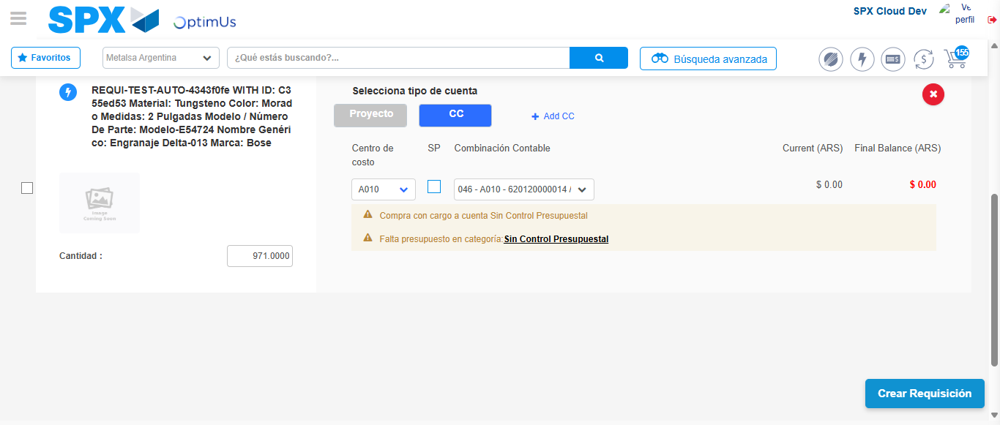 SPX
OptimUs
SPX Cloud Dev
Ve
perfil
Favoritos
Metalsa Argentina
¿Qué estás buscando?...
Búsqueda avanzada
155
REQUI-TEST-AUTO-4343f0fe WITH ID: C3
55ed53 Material: Tungsteno Color: Morad
o Medidas: 2 Pulgadas Modelo / Número
De Parte: Modelo-E54724 Nombre Genéri
co: Engranaje Delta-013 Marca: Bose
Image
Coming Soon
Cantidad :
971.0000
Selecciona tipo de cuenta
Proyecto
CC
Add CC
Centro de
costo
SP
Combinación Contable
Current (ARS)
Final Balance (ARS)
A010
046 - A010 - 620120000014 /
$ 0.00
$ 0.00
Compra con cargo a cuenta Sin Control Presupuestal
Falta presupuesto en categoría:Sin Control Presupuestal
Crear Requisición